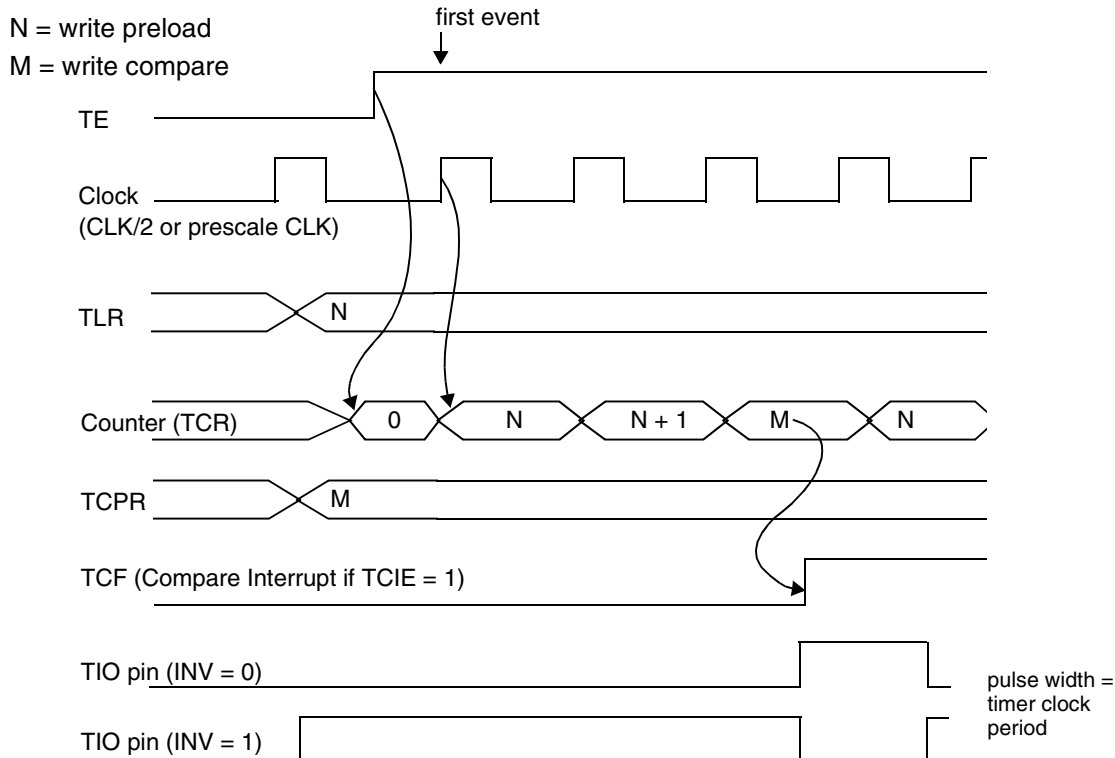 first event
N = write preload
M = write compare
TE
Clock
(CLK/2 or prescale CLK)
TLR
N
Counter (TCR)
0
N
N + 1
M
N
TCPR
M
TCF (Compare Interrupt if TCIE = 1)
TIO pin (INV = 0)
pulse width =
timer clock
period
TIO pin (INV = 1)